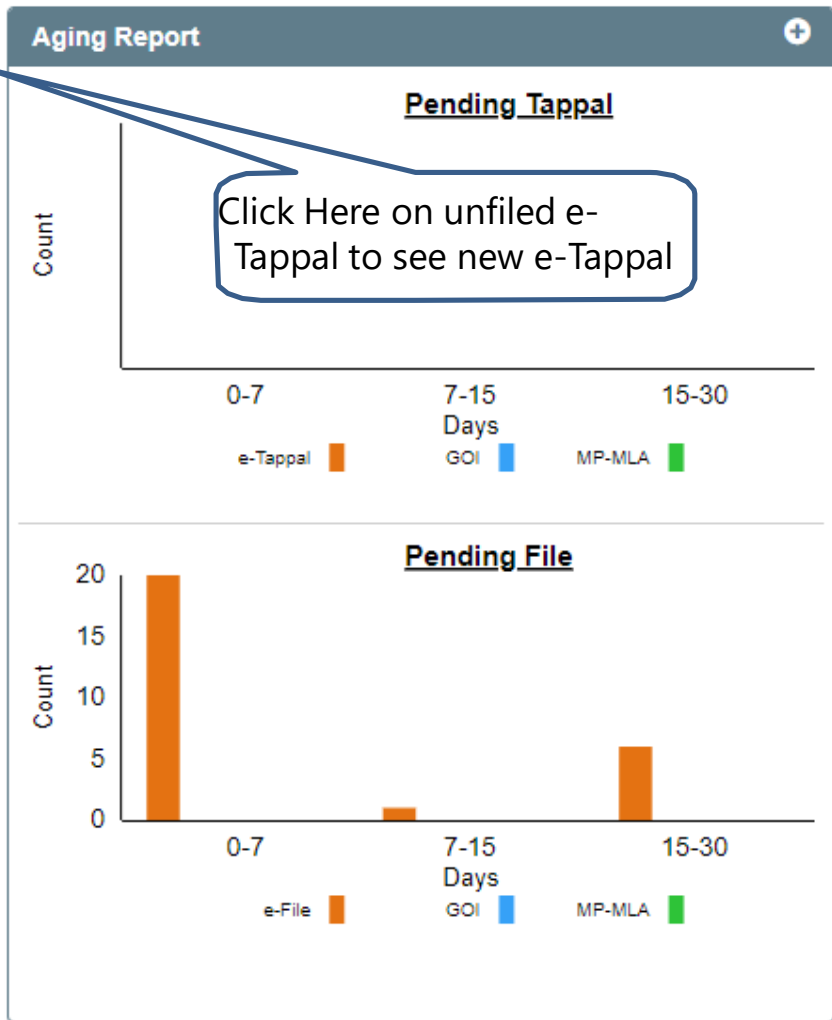 Aging Report
Pending Tappal
Click Here on unfiled e-
Tappal to see new e-Tappal
Count
0-7 7-15 15-30
Days
e-Tappal GOI MP-MLA
Pending File
20
15
10
5
0
Count
0-7 7-15 15-30
Days
e-File GOI MP-MLA